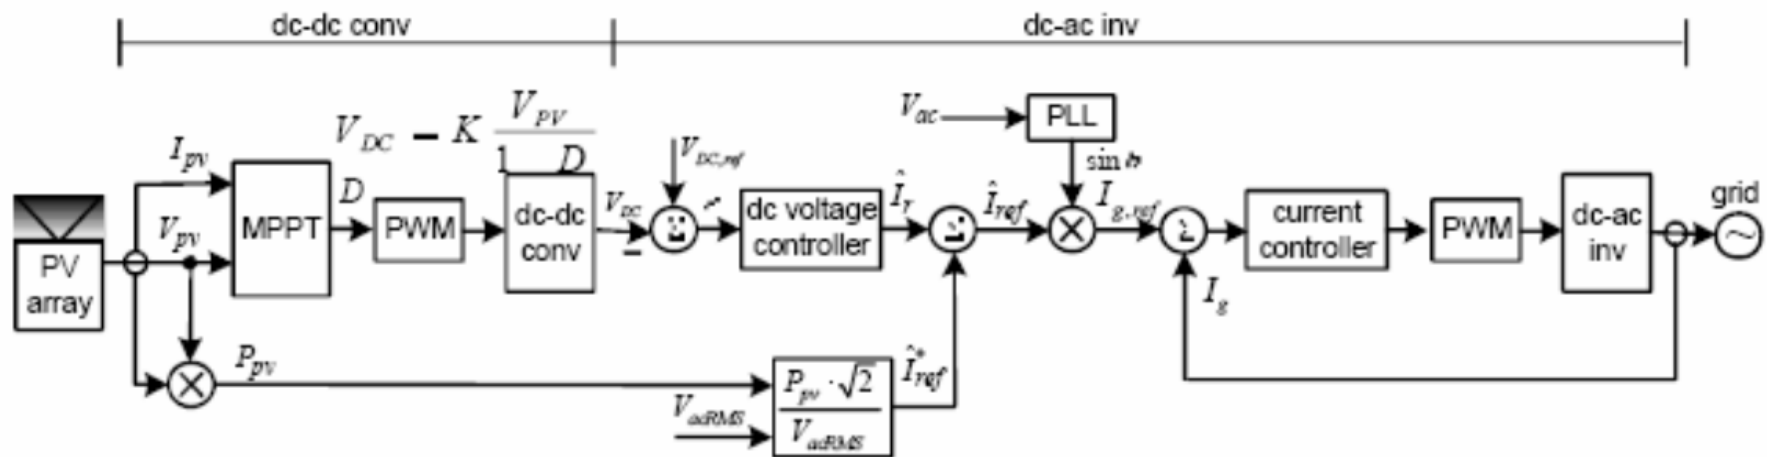 dc-dc conv
dc-ac inv
V_DC − K V_PV / 1 D
V_ac
PLL
I_pv
V_DC,ref
sin
D
MPPT
PWM
dc-dc
conv
V_DC
−
dc voltage
controller
Î_r
Î_ref
I_g,ref
Σ
current
controller
PWM
dc-ac
inv
grid
V_pv
PV
array
I_g
P_pv
P_pv · √2 / V_acRMS
Î*_ref
V_acRMS